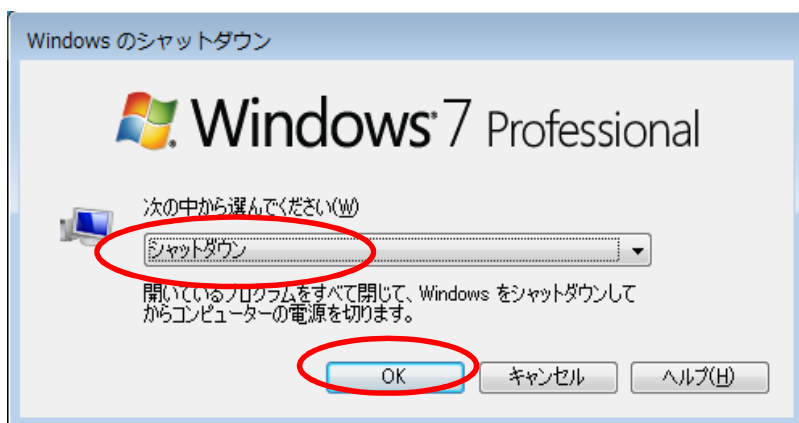 Windows のシャットダウン
Windows 7 Professional
次の中から選んでください(W)
シャットダウン
開いているプログラムをすべて閉じて、Windows をシャットダウンして
からコンピューターの電源を切ります。
OK キャンセル ヘルプ(H)